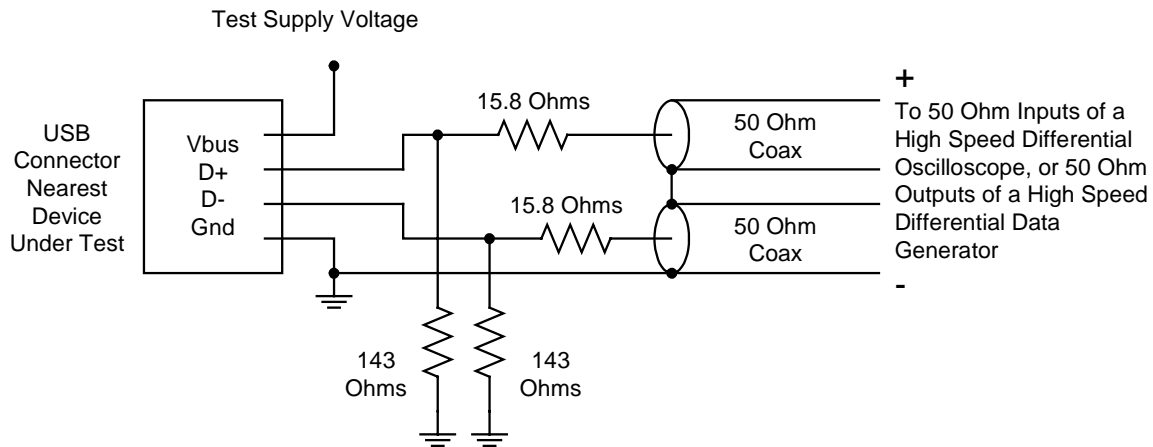 Test Supply Voltage
USB
Connector
Nearest
Device
Under Test
Vbus
D+
D-
Gnd
15.8 Ohms
50 Ohm
Coax
15.8 Ohms
50 Ohm
Coax
143
Ohms
143
Ohms
+
To 50 Ohm Inputs of a
High Speed Differential
Oscilloscope, or 50 Ohm
Outputs of a High Speed
Differential Data
Generator
-